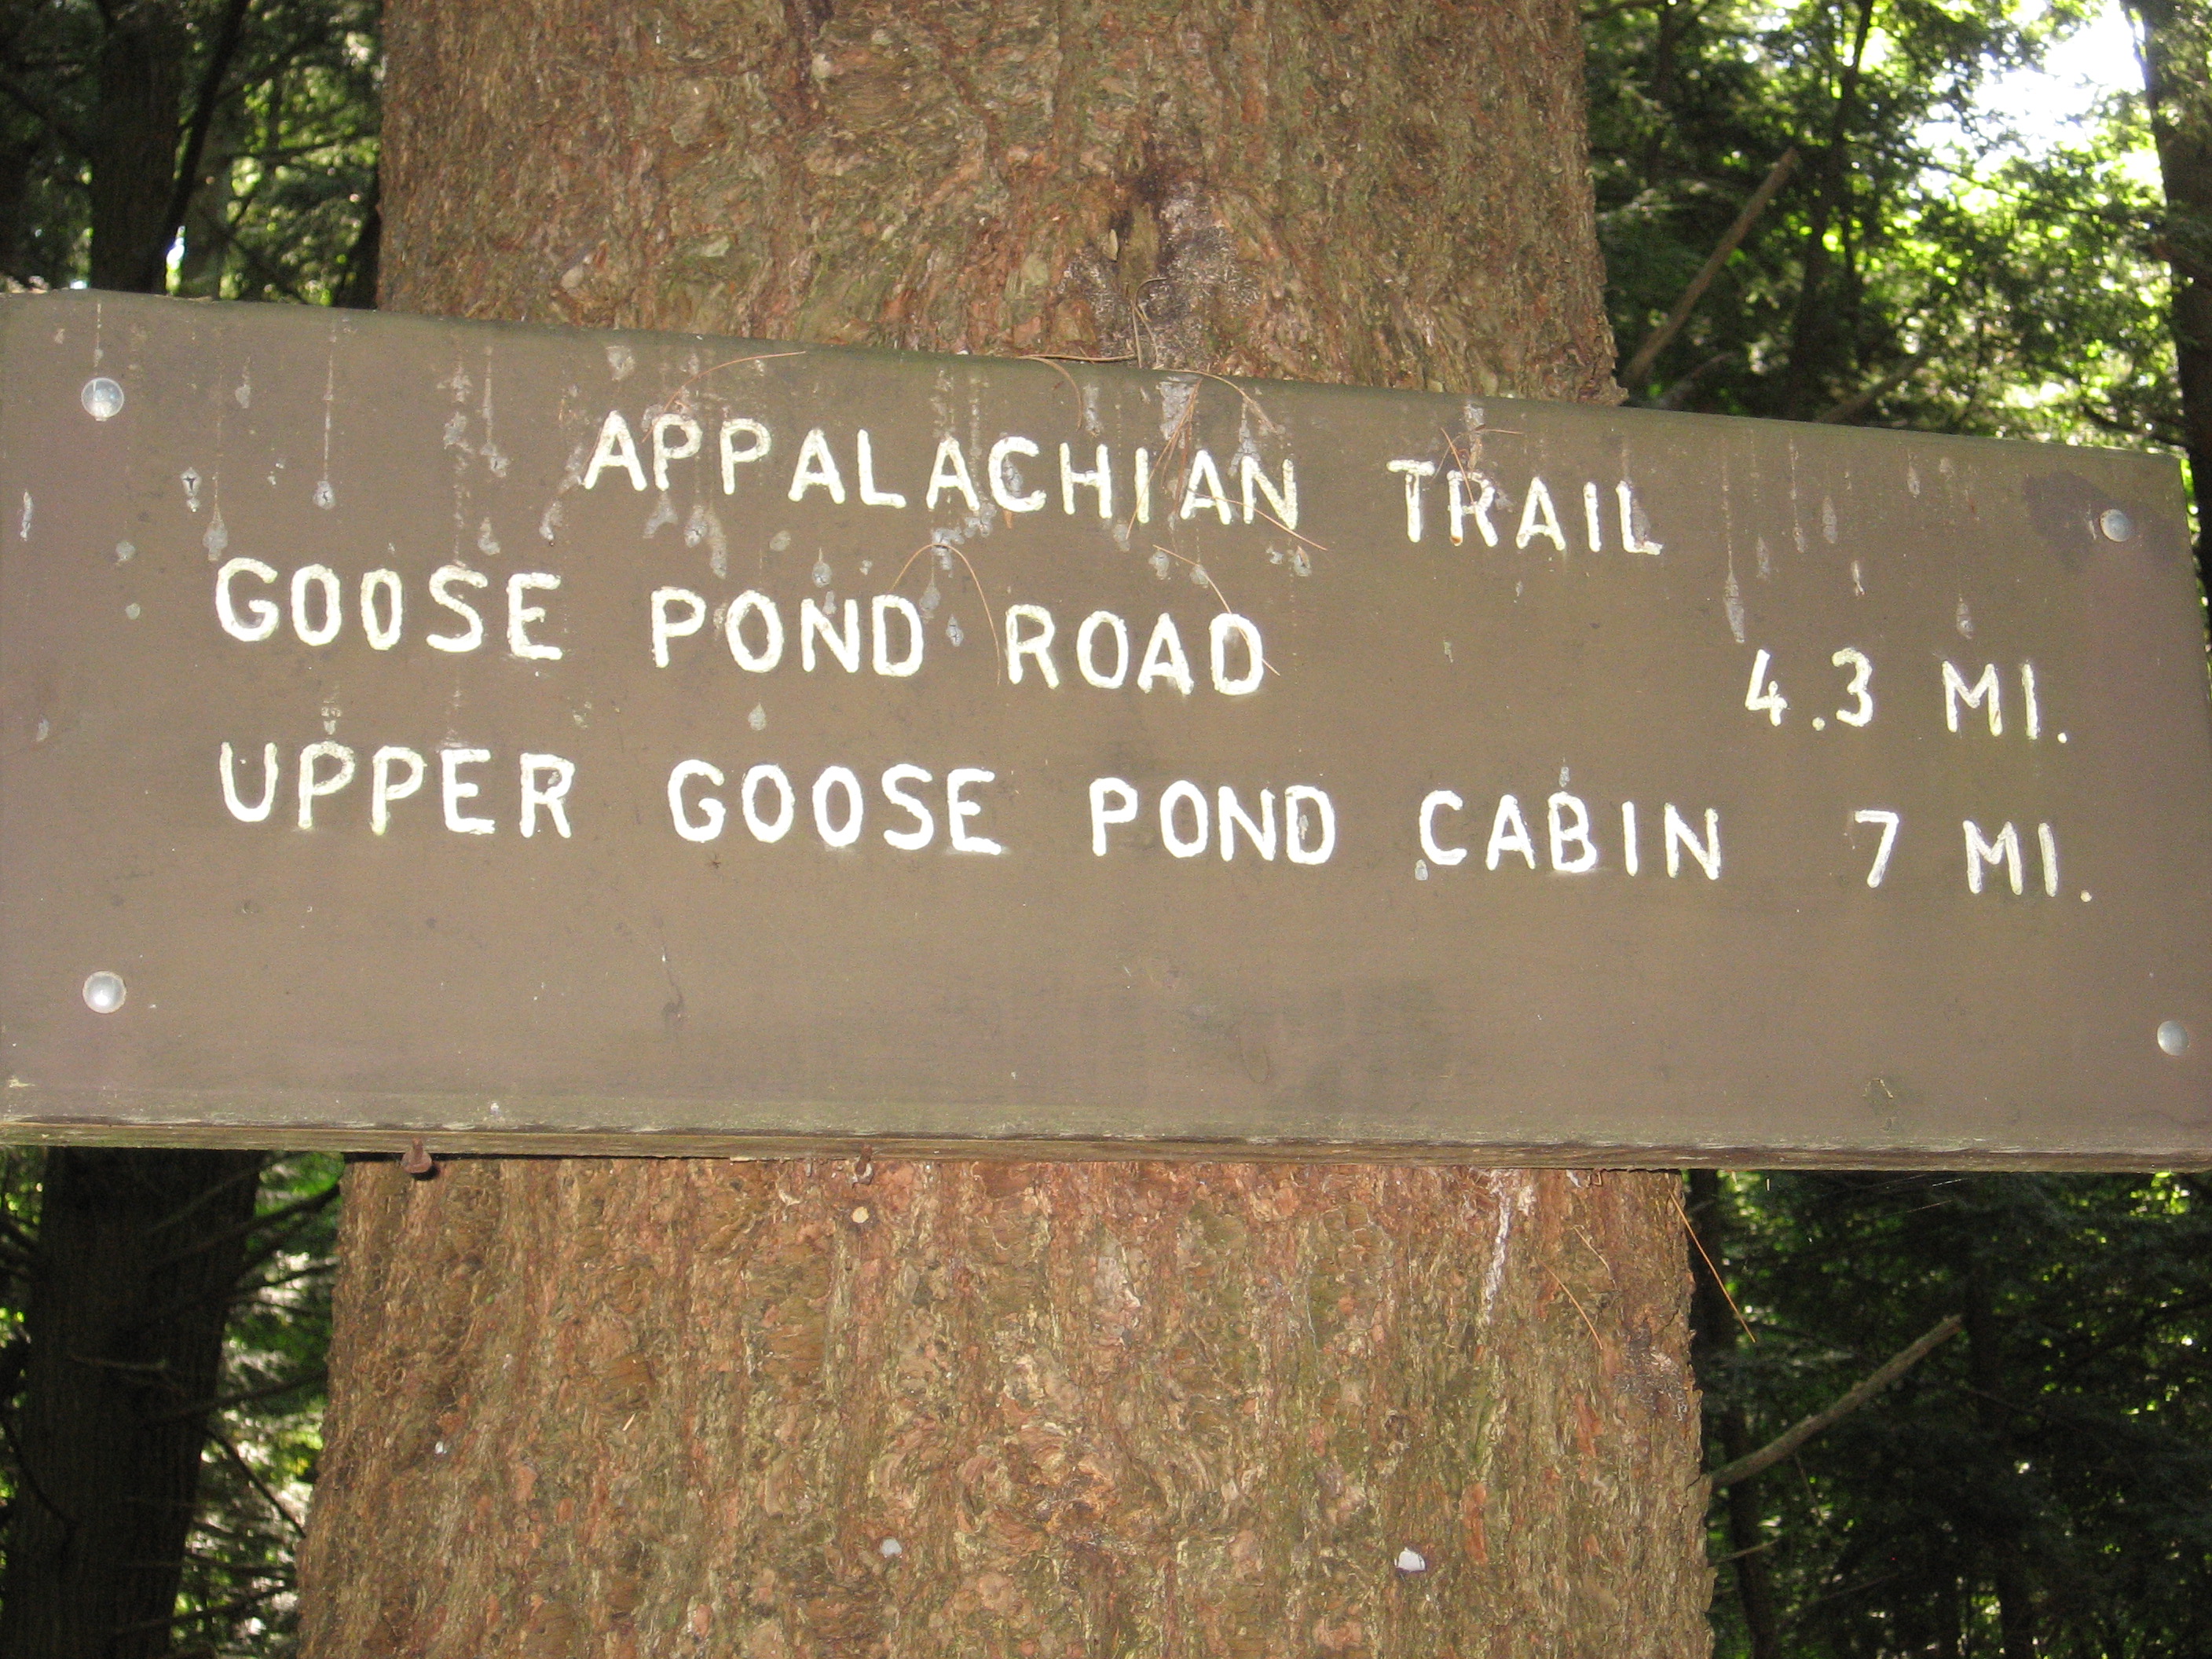 APPALACHIAN TRAIL
GOOSE POND ROAD 4.3 MI.
UPPER GOOSE POND CABIN 7 MI.